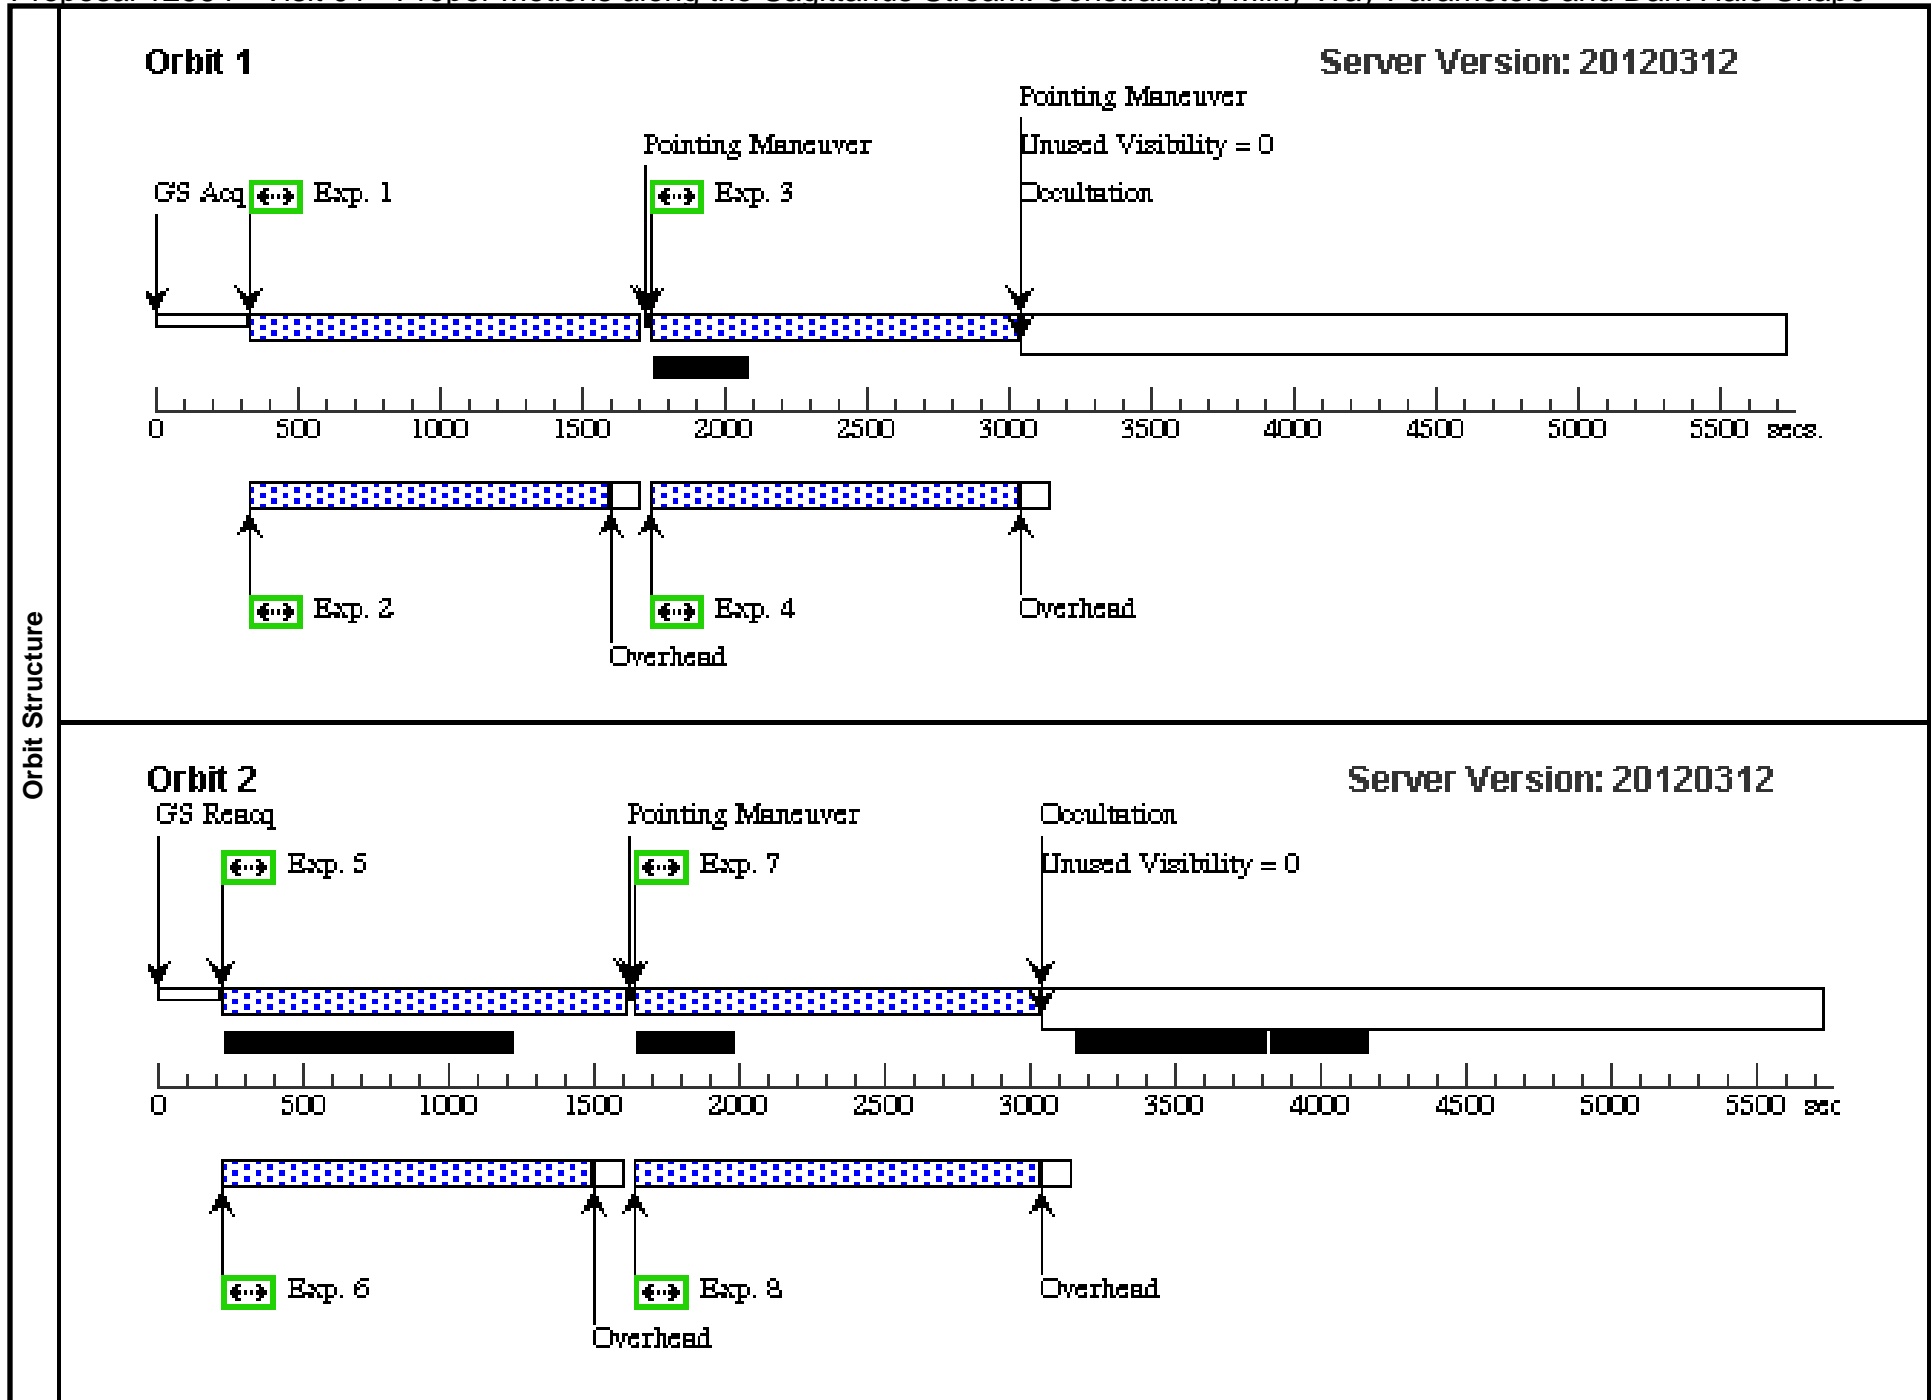 Orbit Structure
Orbit 1
Server Version: 20120312
Pointing Maneuver
Pointing Maneuver
Unused Visibility = 0
GS Acq
Exp. 1
Exp. 3
Occultation
0 500 1000 1500 2000 2500 3000 3500 4000 4500 5000 5500 secs.
Exp. 2
Exp. 4
Overhead
Overhead
Orbit 2
Server Version: 20120312
GS Reacq
Pointing Maneuver
Occultation
Exp. 5
Exp. 7
Unused Visibility = 0
0 500 1000 1500 2000 2500 3000 3500 4000 4500 5000 5500 sec
Exp. 6
Exp. 8
Overhead
Overhead